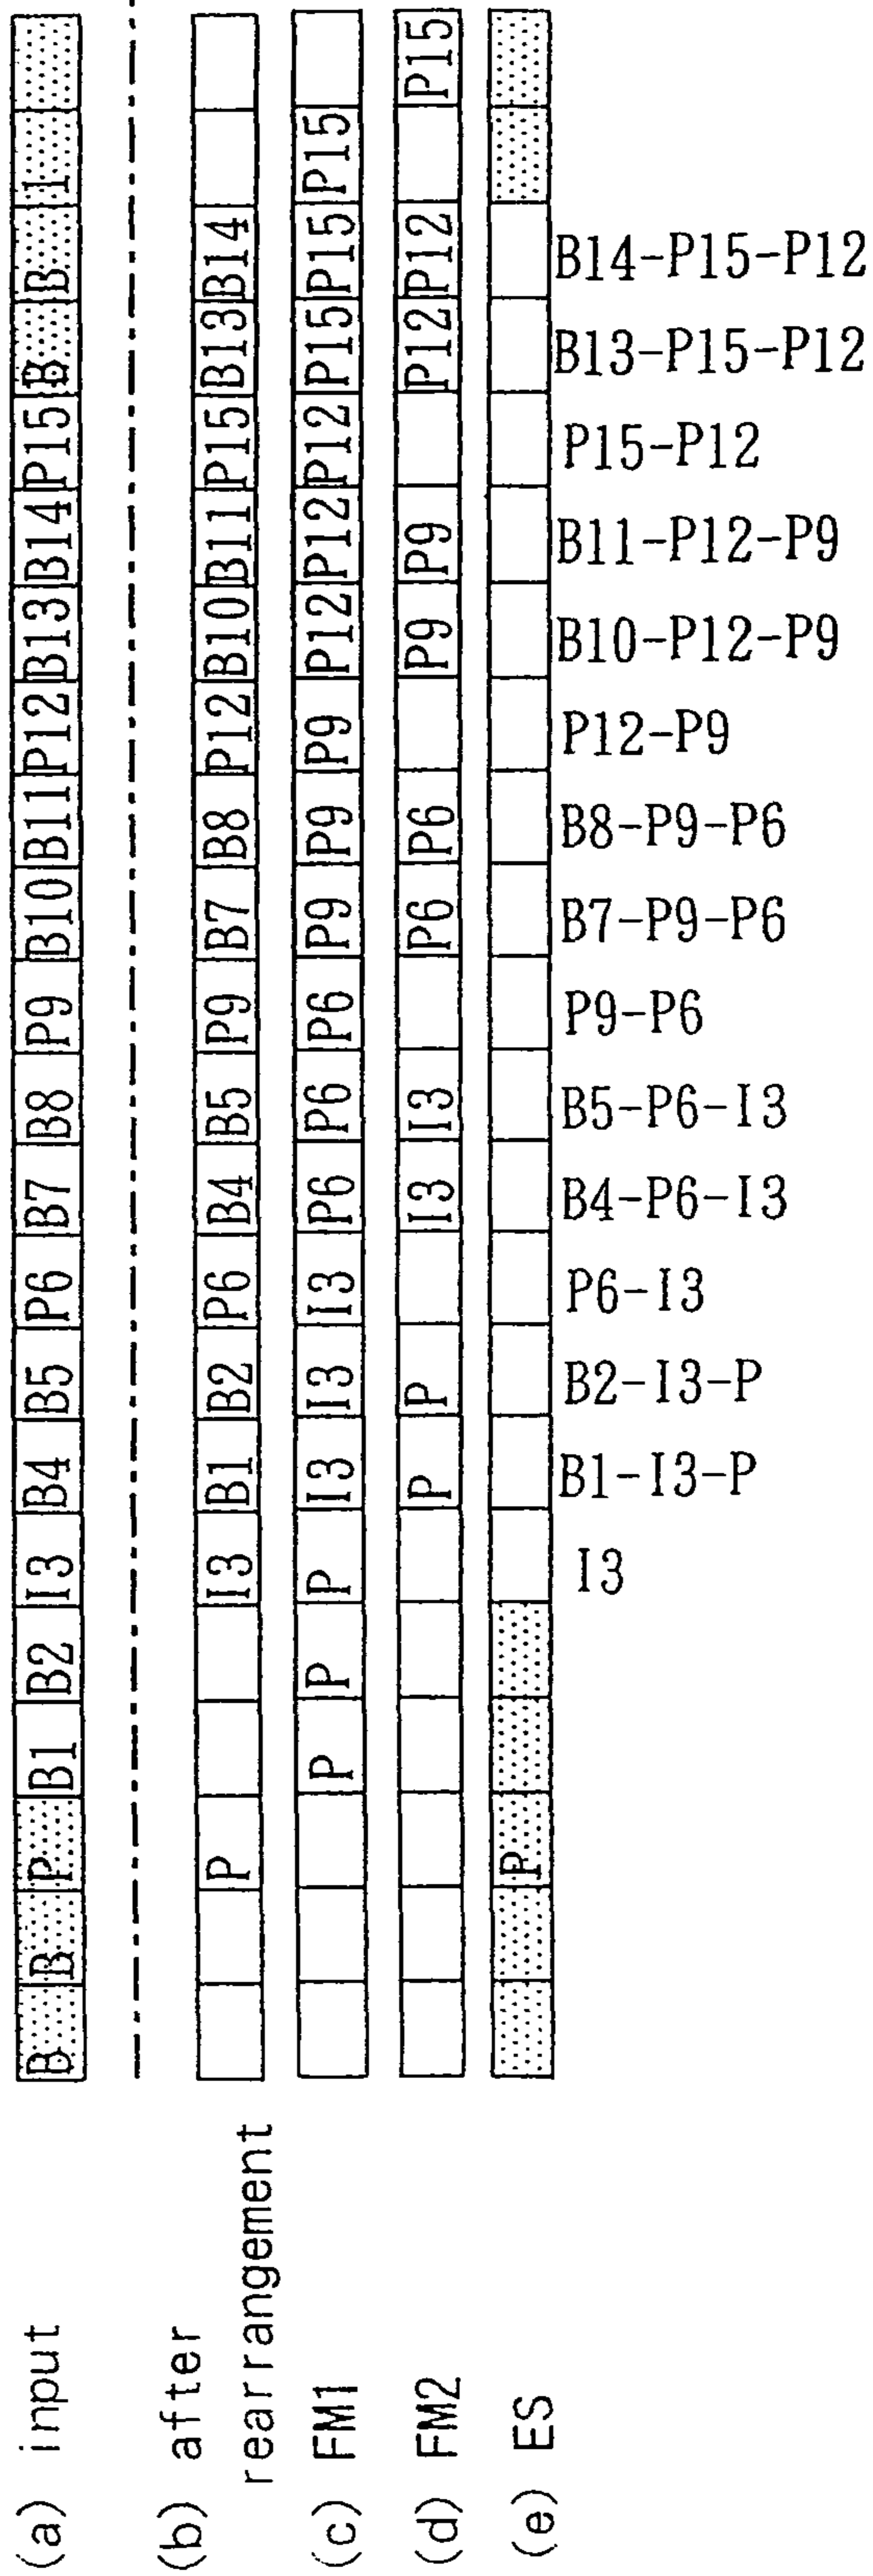 (a) input B B P B1 B2 I3 B4 B5 P6 B7 B8 P9 B10 B11 P12 B13 B14 P15 B B I
(b) after P I3 B1 B2 P6 B4 B5 P9 B7 B8 P12 B10 B11 P15 B13 B14
rearrangement
(c) FM1 P P P I3 I3 I3 P6 P6 P6 P9 P9 P9 P12 P12 P12 P15 P15 P15
(d) FM2 P P I3 I3 P6 P6 P9 P9 P12 P12 P15
(e) ES P
I3 B1-I3-P B2-I3-P P6-I3 B4-P6-I3 B5-P6-I3 P9-P6 B7-P9-P6 B8-P9-P6 P12-P9 B10-P12-P9 B11-P12-P9 P15-P12 B13-P15-P12 B14-P15-P12